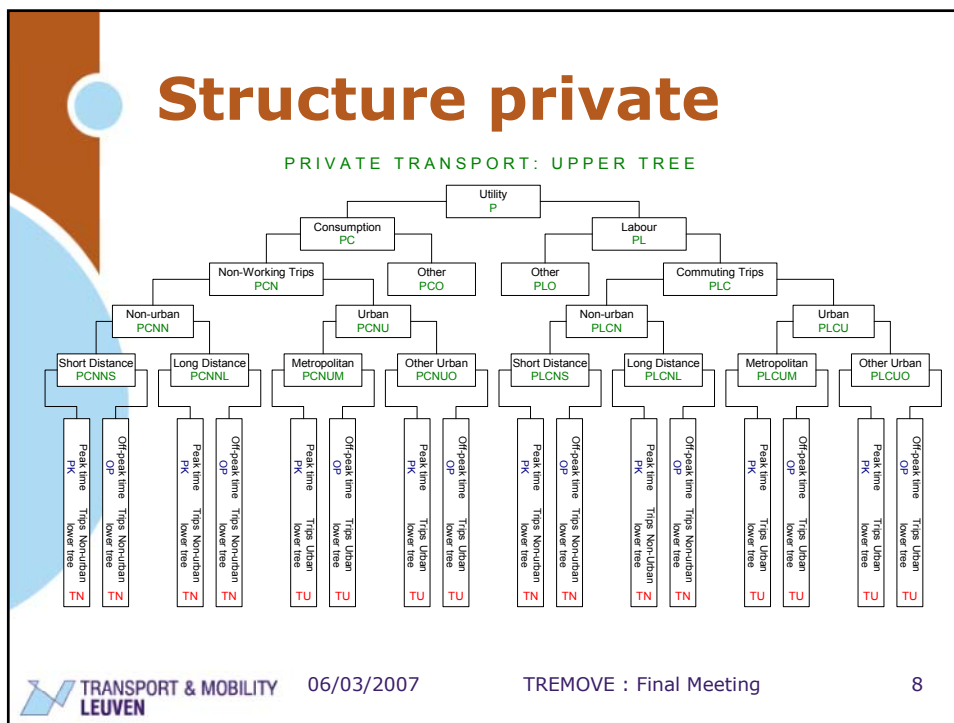 Structure private
PRIVATE TRANSPORT: UPPER TREE
Utility
P
Consumption
PC
Labour
PL
Non-Working Trips
PCN
Other
PCO
Other
PLO
Commuting Trips
PLC
Non-urban
PCNN
Urban
PCNU
Non-urban
PLCN
Urban
PLCU
Short Distance
PCNNS
Long Distance
PCNNL
Metropolitan
PCNUM
Other Urban
PCNUO
Short Distance
PLCNS
Long Distance
PLCNL
Metropolitan
PLCUM
Other Urban
PLCUO
Peak time Trips Non-urban
PK lower tree
TN
Off-peak time Trips Non-urban
OP lower tree
TN
Peak time Trips Non-urban
PK lower tree
TN
Off-peak time Trips Non-urban
OP lower tree
TN
Peak time Trips Urban
PK lower tree
TU
Off-peak time Trips Urban
OP lower tree
TU
Peak time Trips Urban
PK lower tree
TU
Off-peak time Trips Urban
OP lower tree
TU
Peak time Trips Non-urban
PK lower tree
TN
Off-peak time Trips Non-urban
OP lower tree
TN
Peak time Trips Non-Urban
PK lower tree
TN
Off-peak time Trips Non-urban
OP lower tree
TN
Peak time Trips Urban
PK lower tree
TU
Off-peak time Trips Urban
OP lower tree
TU
Peak time Trips Urban
PK lower tree
TU
Off-peak time Trips Urban
OP lower tree
TU
TRANSPORT & MOBILITY
LEUVEN
06/03/2007
TREMOVE : Final Meeting
8